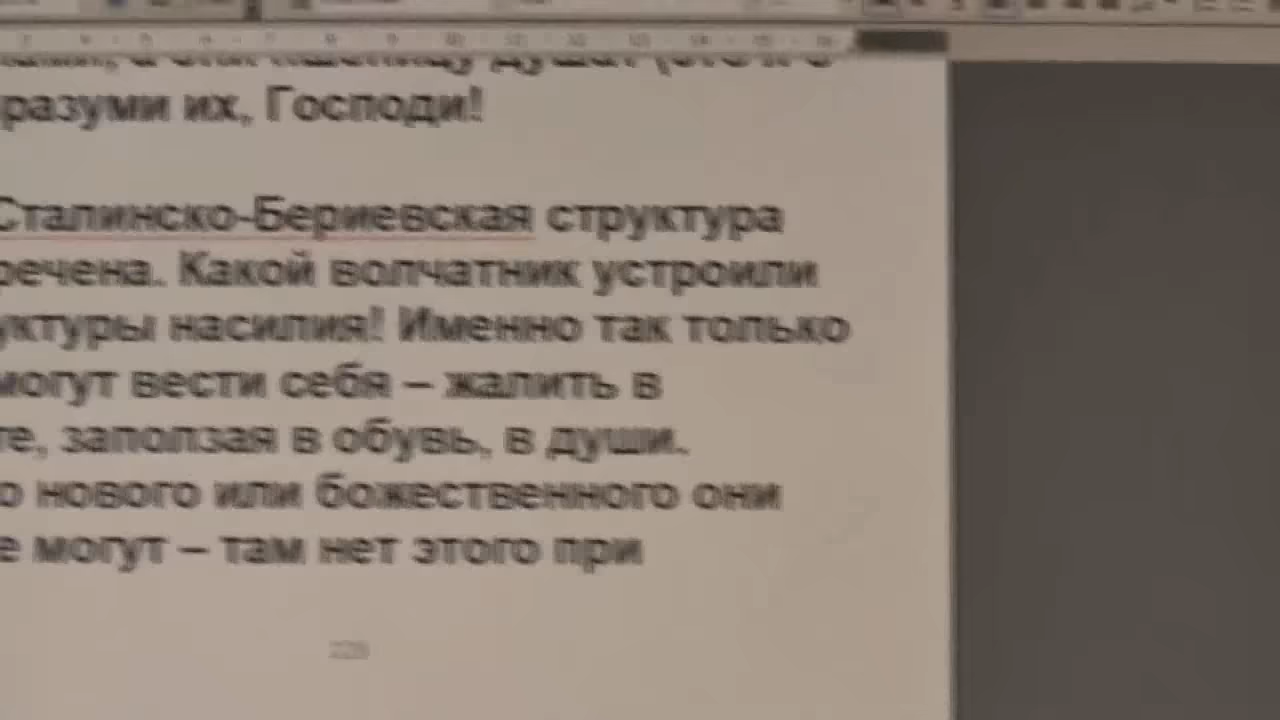 разуми их, Господи!
Сталинско-Бериевская структура
речена. Какой волчатник устроили
уктуры насилия! Именно так только
могут вести себя – жалить в
те, заползая в обувь, в души.
о нового или божественного они
е могут – там нет этого при